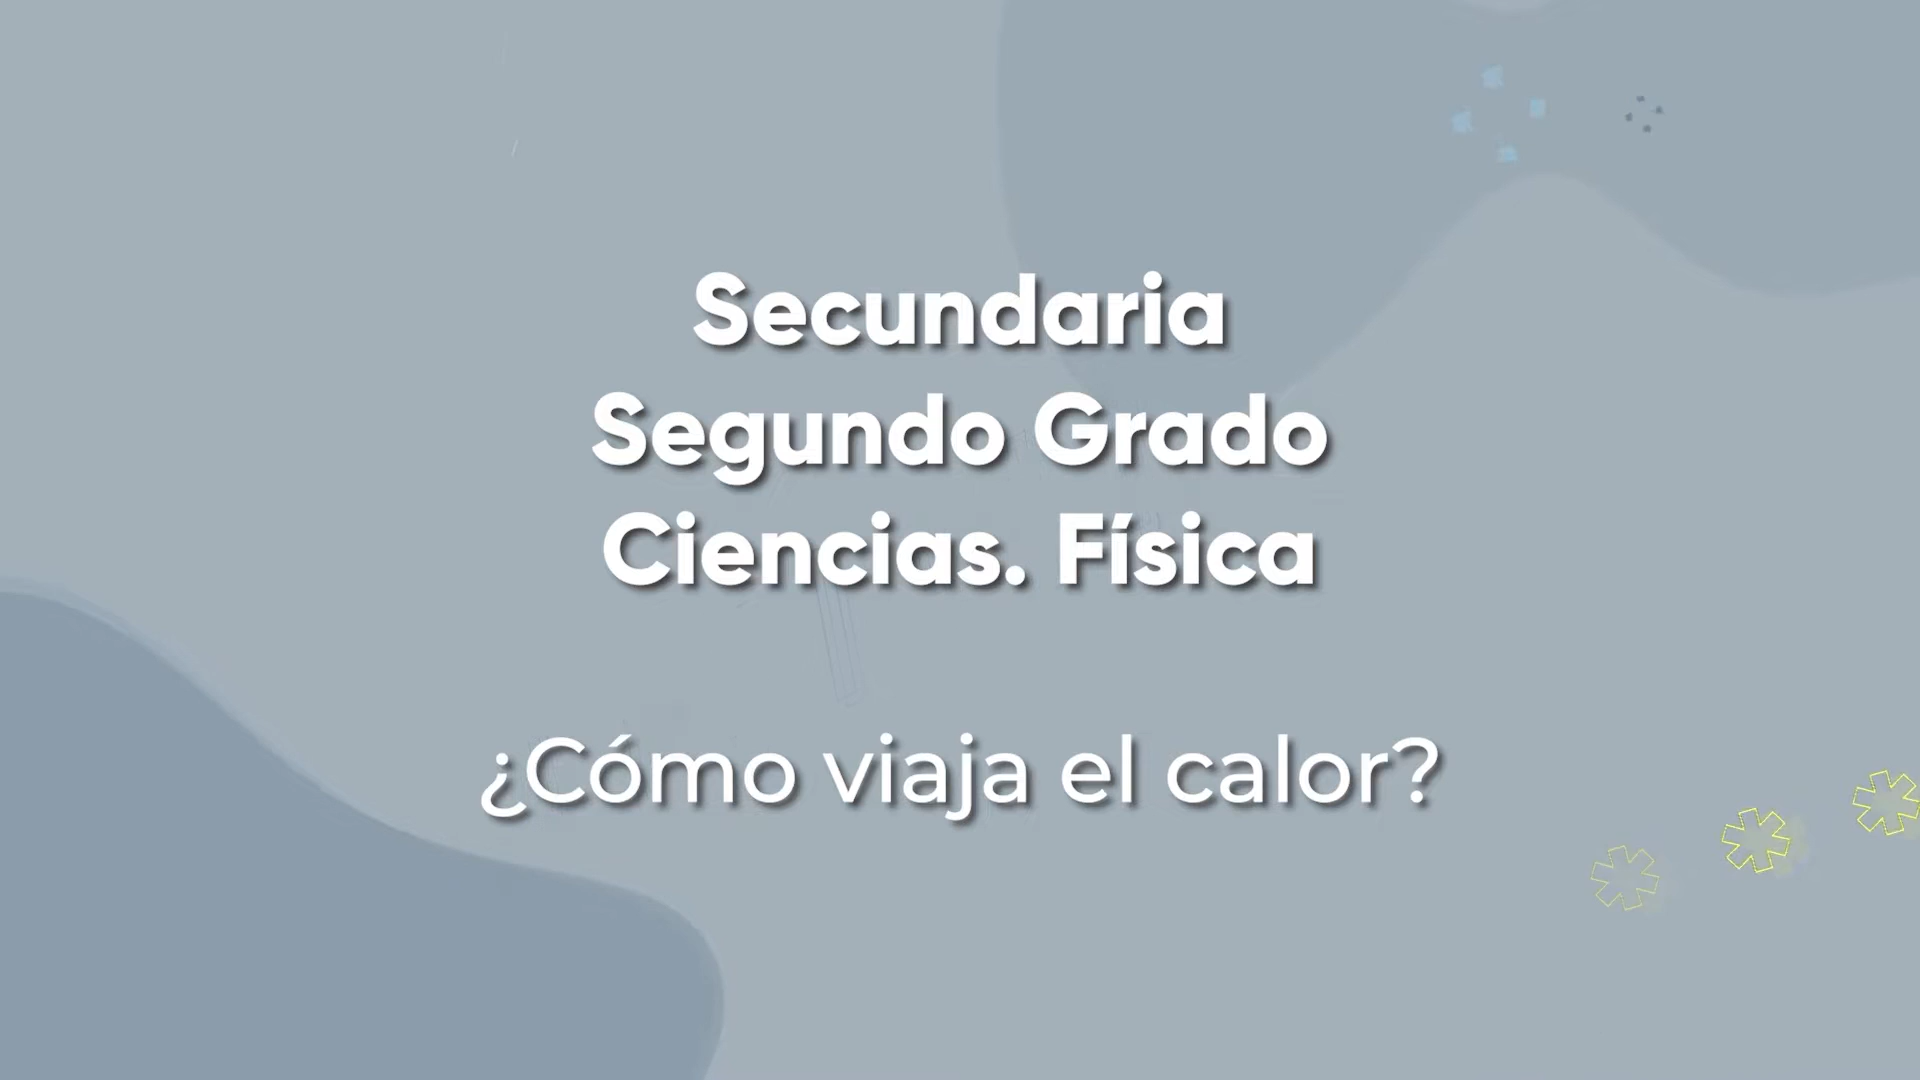 Secundaria
Segundo Grado
Ciencias. Física
¿Cómo viaja el calor?